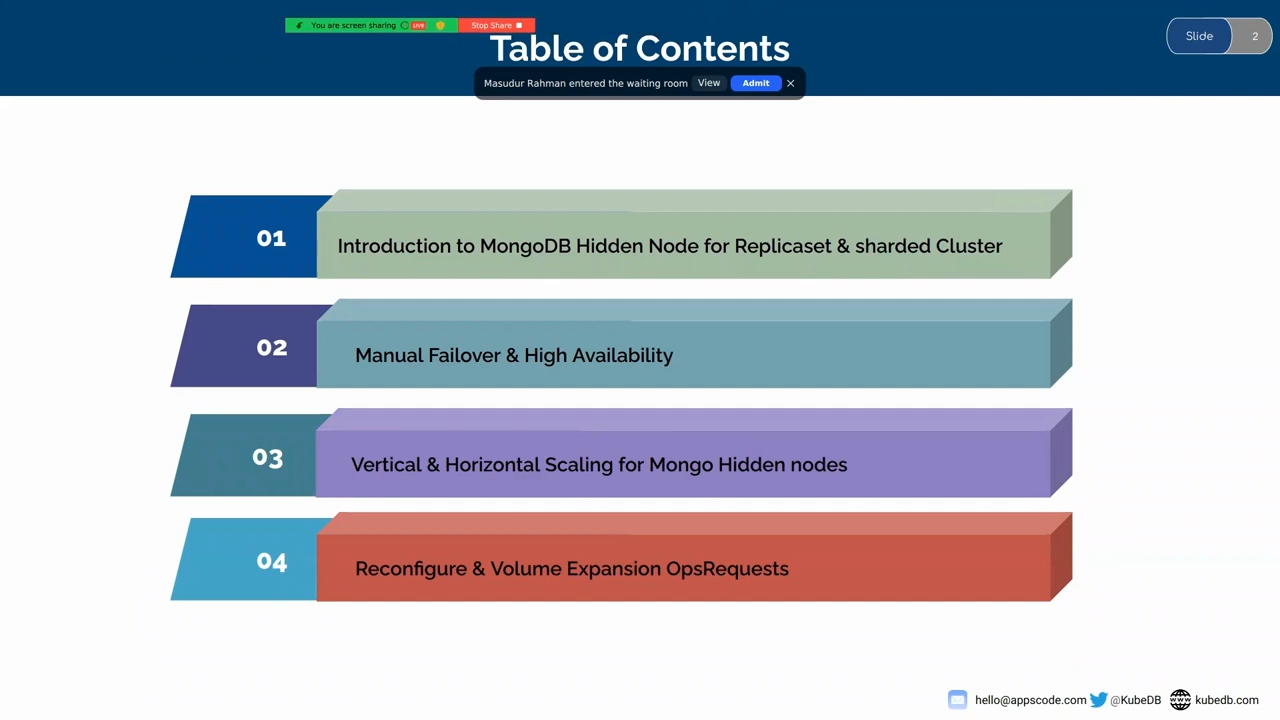 You are screen sharing LIVE Stop Share
Table of Contents
Slide 2
Masudur Rahman entered the waiting room View Admit
01 Introduction to MongoDB Hidden Node for Replicaset & sharded Cluster
02 Manual Failover & High Availability
03 Vertical & Horizontal Scaling for Mongo Hidden nodes
04 Reconfigure & Volume Expansion OpsRequests
hello@appscode.com @KubeDB www kubedb.com